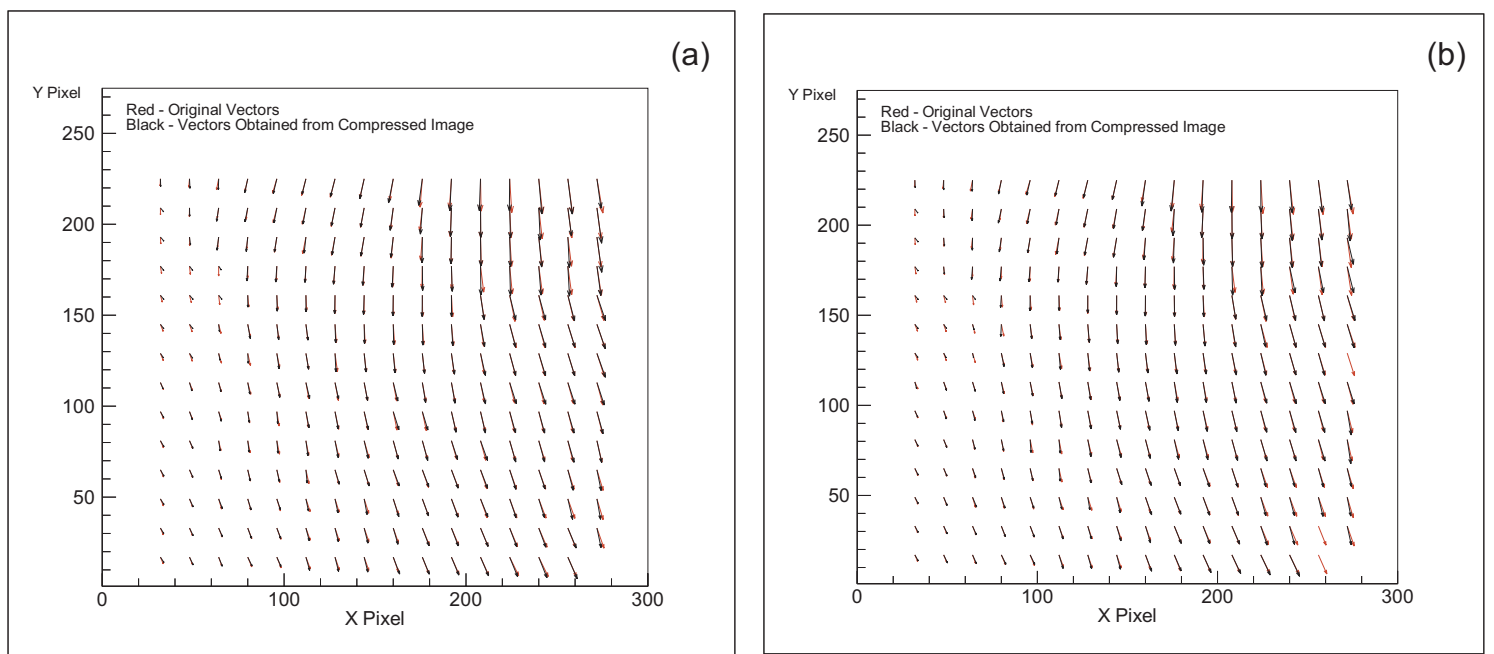 (a)
Y Pixel
Red - Original Vectors
Black - Vectors Obtained from Compressed Image
250
200
150
100
50
0
0 100 200 300
X Pixel
(b)
Y Pixel
Red - Original Vectors
Black - Vectors Obtained from Compressed Image
250
200
150
100
50
0
0 100 200 300
X Pixel